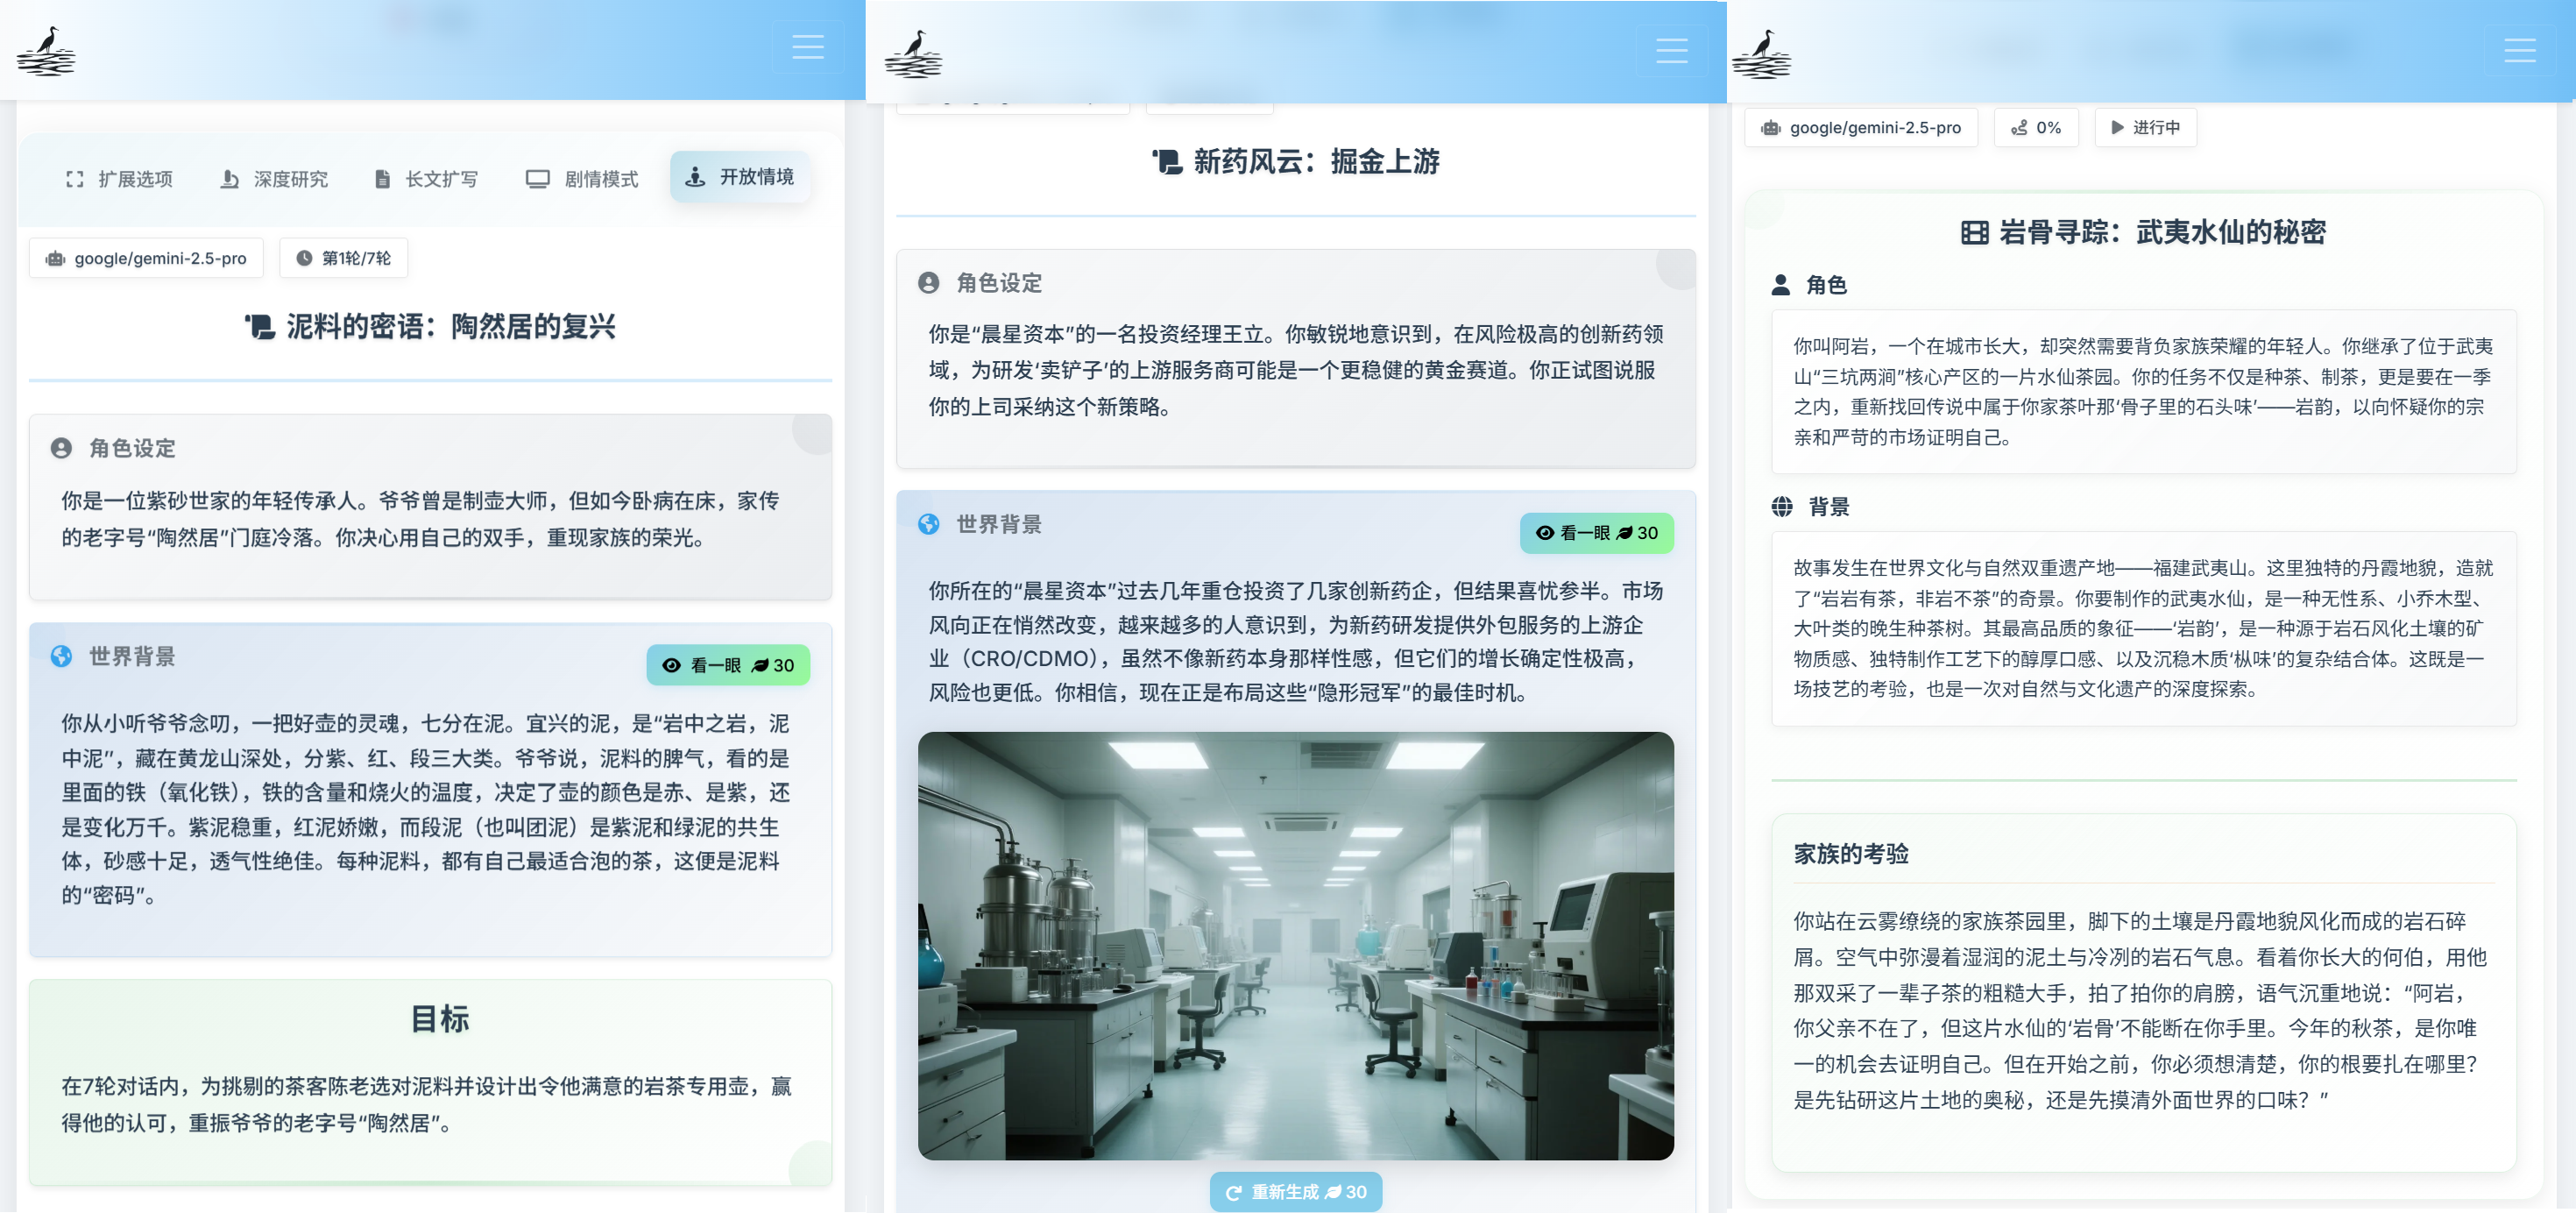 扩展选项
深度研究
长文扩写
剧情模式
开放情境
google/gemini-2.5-pro
第1轮/7轮
泥料的密语：陶然居的复兴
角色设定
你是一位紫砂世家的年轻传承人。爷爷曾是制壶大师，但如今卧病在床，家传
的老字号“陶然居”门庭冷落。你决心用自己的双手，重现家族的荣光。
世界背景
看一眼 30
你从小听爷爷念叨，一把好壶的灵魂，七分在泥。宜兴的泥，是“岩中之岩，泥
中泥”，藏在黄龙山深处，分紫、红、段三大类。爷爷说，泥料的脾气，看的是
里面的铁（氧化铁），铁的含量和烧火的温度，决定了壶的颜色是赤、是紫，还
是变化万千。紫泥稳重，红泥娇嫩，而段泥（也叫团泥）是紫泥和绿泥的共生
体，砂感十足，透气性绝佳。每种泥料，都有自己最适合泡的茶，这便是泥料
的“密码”。
目标
在7轮对话内，为挑剔的茶客陈老选对泥料并设计出令他满意的岩茶专用壶，赢
得他的认可，重振爷爷的老字号“陶然居”。
新药风云：掘金上游
角色设定
你是“晨星资本”的一名投资经理王立。你敏锐地意识到，在风险极高的创新药领
域，为研发‘卖铲子’的上游服务商可能是一个更稳健的黄金赛道。你正试图说服
你的上司采纳这个新策略。
世界背景
看一眼 30
你所在的“晨星资本”过去几年重仓投资了几家创新药企，但结果喜忧参半。市场
风向正在悄然改变，越来越多的人意识到，为新药研发提供外包服务的上游企
业（CRO/CDMO），虽然不像新药本身那样性感，但它们的增长确定性极高，
风险也更低。你相信，现在正是布局这些“隐形冠军”的最佳时机。
重新生成 30
google/gemini-2.5-pro
0%
进行中
岩骨寻踪：武夷水仙的秘密
角色
你叫阿岩，一个在城市长大，却突然需要背负家族荣耀的年轻人。你继承了位于武夷
山“三坑两涧”核心产区的一片水仙茶园。你的任务不仅是种茶、制茶，更是要在一季
之内，重新找回传说中属于你家茶叶那‘骨子里的石头味’——岩韵，以向怀疑你的宗
亲和严苛的市场证明自己。
背景
故事发生在世界文化与自然双重遗产地——福建武夷山。这里独特的丹霞地貌，造就
了“岩岩有茶，非岩不茶”的奇景。你要制作的武夷水仙，是一种无性系、小乔木型、
大叶类的晚生种茶树。其最高品质的象征——‘岩韵’，是一种源于岩石风化土壤的矿
物质感、独特制作工艺下的醇厚口感、以及沉稳木质‘枞味’的复杂结合体。这既是一
场技艺的考验，也是一次对自然与文化遗产的深度探索。
家族的考验
你站在云雾缭绕的家族茶园里，脚下的土壤是丹霞地貌风化而成的岩石碎
屑。空气中弥漫着湿润的泥土与冷冽的岩石气息。看着你长大的何伯，用他
那双采了一辈子茶的粗糙大手，拍了拍你的肩膀，语气沉重地说：“阿岩，
你父亲不在了，但这片水仙的‘岩骨’不能断在你手里。今年的秋茶，是你唯
一的机会去证明自己。但在开始之前，你必须想清楚，你的根要扎在哪里？
是先钻研这片土地的奥秘，还是先摸清外面世界的口味？”